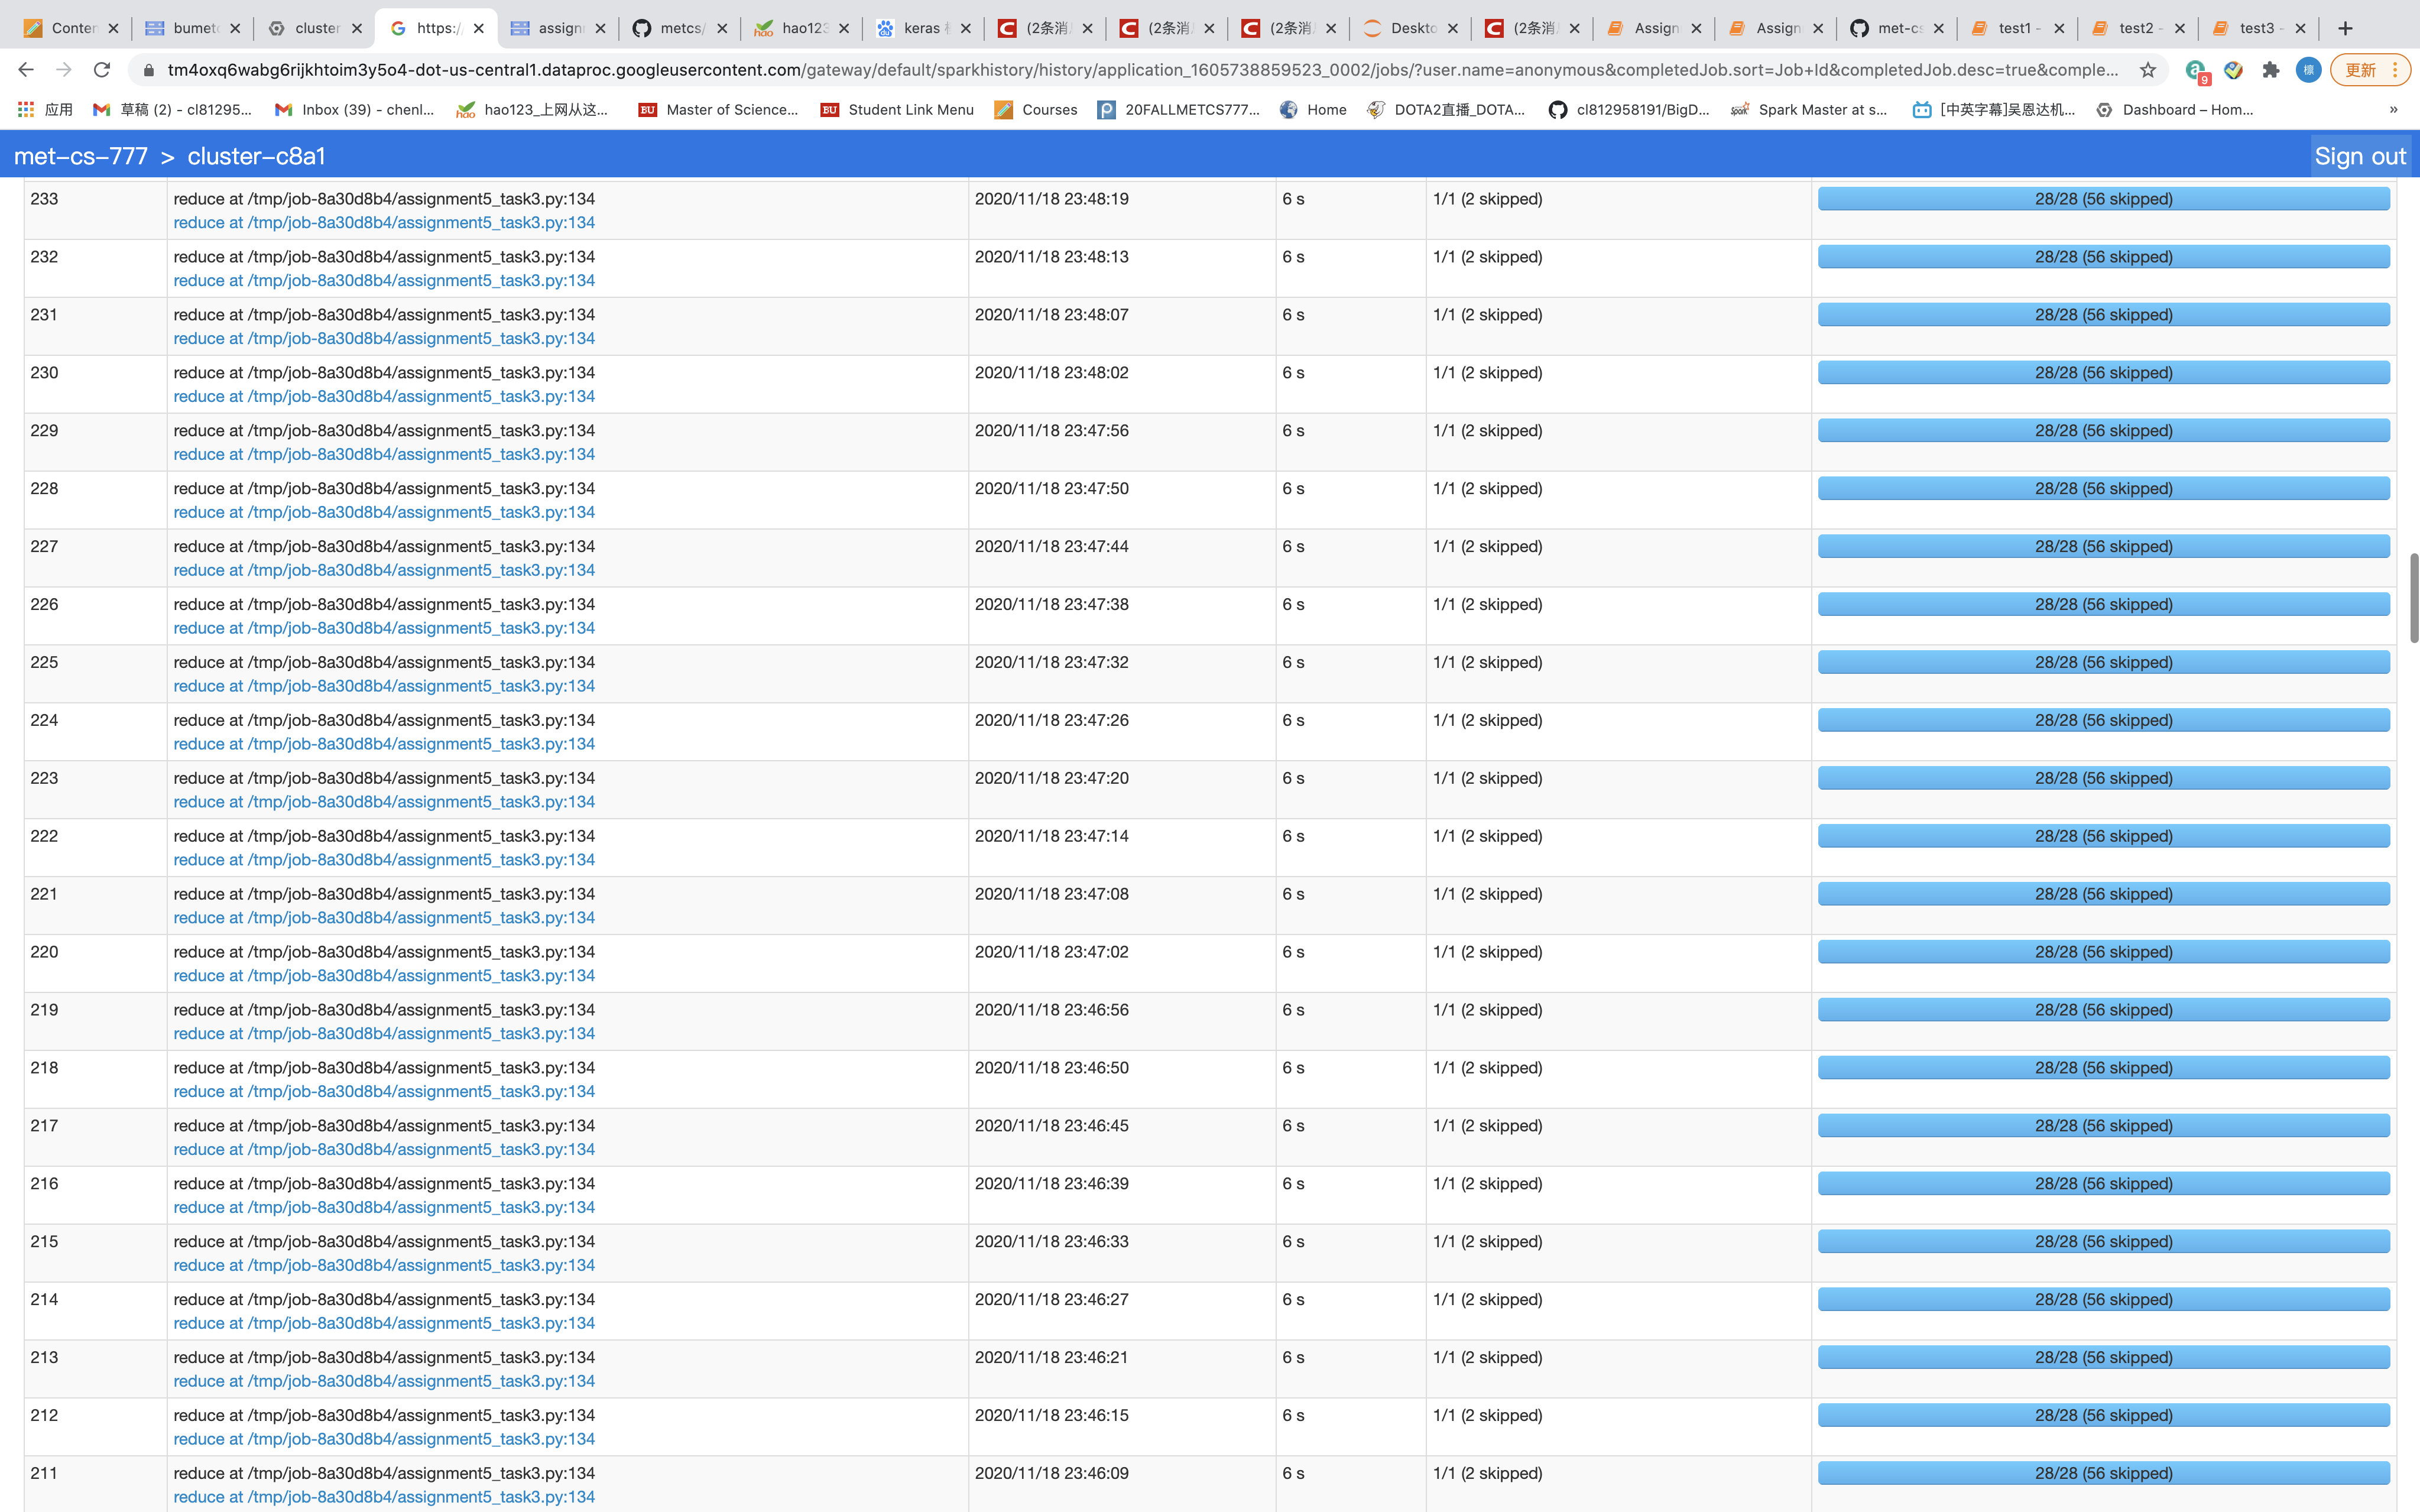 Conten
bumetc
cluster
https:/
assign
metcs/
hao123
keras
(2条消
(2条消
(2条消
Deskto
(2条消
Assign
Assign
met-cs
test1 -
test2 -
test3 -
tm4oxq6wabg6rijkhtoim3y5o4-dot-us-central1.dataproc.googleusercontent.com/gateway/default/sparkhistory/history/application_1605738859523_0002/jobs/?user.name=anonymous&completedJob.sort=Job+Id&completedJob.desc=true&comple...
9
標
更新
应用
草稿 (2) - cl81295...
Inbox (39) - chenl...
hao123_上网从这...
BU Master of Science...
BU Student Link Menu
Courses
20FALLMETCS777...
Home
DOTA2直播_DOTA...
cl812958191/BigD...
Spark Master at s...
[中英字幕]吴恩达机...
Dashboard – Hom...
»
met-cs-777 > cluster-c8a1
Sign out
233 reduce at /tmp/job-8a30d8b4/assignment5_task3.py:134 2020/11/18 23:48:19 6 s 1/1 (2 skipped) 28/28 (56 skipped)
reduce at /tmp/job-8a30d8b4/assignment5_task3.py:134
232 reduce at /tmp/job-8a30d8b4/assignment5_task3.py:134 2020/11/18 23:48:13 6 s 1/1 (2 skipped) 28/28 (56 skipped)
reduce at /tmp/job-8a30d8b4/assignment5_task3.py:134
231 reduce at /tmp/job-8a30d8b4/assignment5_task3.py:134 2020/11/18 23:48:07 6 s 1/1 (2 skipped) 28/28 (56 skipped)
reduce at /tmp/job-8a30d8b4/assignment5_task3.py:134
230 reduce at /tmp/job-8a30d8b4/assignment5_task3.py:134 2020/11/18 23:48:02 6 s 1/1 (2 skipped) 28/28 (56 skipped)
reduce at /tmp/job-8a30d8b4/assignment5_task3.py:134
229 reduce at /tmp/job-8a30d8b4/assignment5_task3.py:134 2020/11/18 23:47:56 6 s 1/1 (2 skipped) 28/28 (56 skipped)
reduce at /tmp/job-8a30d8b4/assignment5_task3.py:134
228 reduce at /tmp/job-8a30d8b4/assignment5_task3.py:134 2020/11/18 23:47:50 6 s 1/1 (2 skipped) 28/28 (56 skipped)
reduce at /tmp/job-8a30d8b4/assignment5_task3.py:134
227 reduce at /tmp/job-8a30d8b4/assignment5_task3.py:134 2020/11/18 23:47:44 6 s 1/1 (2 skipped) 28/28 (56 skipped)
reduce at /tmp/job-8a30d8b4/assignment5_task3.py:134
226 reduce at /tmp/job-8a30d8b4/assignment5_task3.py:134 2020/11/18 23:47:38 6 s 1/1 (2 skipped) 28/28 (56 skipped)
reduce at /tmp/job-8a30d8b4/assignment5_task3.py:134
225 reduce at /tmp/job-8a30d8b4/assignment5_task3.py:134 2020/11/18 23:47:32 6 s 1/1 (2 skipped) 28/28 (56 skipped)
reduce at /tmp/job-8a30d8b4/assignment5_task3.py:134
224 reduce at /tmp/job-8a30d8b4/assignment5_task3.py:134 2020/11/18 23:47:26 6 s 1/1 (2 skipped) 28/28 (56 skipped)
reduce at /tmp/job-8a30d8b4/assignment5_task3.py:134
223 reduce at /tmp/job-8a30d8b4/assignment5_task3.py:134 2020/11/18 23:47:20 6 s 1/1 (2 skipped) 28/28 (56 skipped)
reduce at /tmp/job-8a30d8b4/assignment5_task3.py:134
222 reduce at /tmp/job-8a30d8b4/assignment5_task3.py:134 2020/11/18 23:47:14 6 s 1/1 (2 skipped) 28/28 (56 skipped)
reduce at /tmp/job-8a30d8b4/assignment5_task3.py:134
221 reduce at /tmp/job-8a30d8b4/assignment5_task3.py:134 2020/11/18 23:47:08 6 s 1/1 (2 skipped) 28/28 (56 skipped)
reduce at /tmp/job-8a30d8b4/assignment5_task3.py:134
220 reduce at /tmp/job-8a30d8b4/assignment5_task3.py:134 2020/11/18 23:47:02 6 s 1/1 (2 skipped) 28/28 (56 skipped)
reduce at /tmp/job-8a30d8b4/assignment5_task3.py:134
219 reduce at /tmp/job-8a30d8b4/assignment5_task3.py:134 2020/11/18 23:46:56 6 s 1/1 (2 skipped) 28/28 (56 skipped)
reduce at /tmp/job-8a30d8b4/assignment5_task3.py:134
218 reduce at /tmp/job-8a30d8b4/assignment5_task3.py:134 2020/11/18 23:46:50 6 s 1/1 (2 skipped) 28/28 (56 skipped)
reduce at /tmp/job-8a30d8b4/assignment5_task3.py:134
217 reduce at /tmp/job-8a30d8b4/assignment5_task3.py:134 2020/11/18 23:46:45 6 s 1/1 (2 skipped) 28/28 (56 skipped)
reduce at /tmp/job-8a30d8b4/assignment5_task3.py:134
216 reduce at /tmp/job-8a30d8b4/assignment5_task3.py:134 2020/11/18 23:46:39 6 s 1/1 (2 skipped) 28/28 (56 skipped)
reduce at /tmp/job-8a30d8b4/assignment5_task3.py:134
215 reduce at /tmp/job-8a30d8b4/assignment5_task3.py:134 2020/11/18 23:46:33 6 s 1/1 (2 skipped) 28/28 (56 skipped)
reduce at /tmp/job-8a30d8b4/assignment5_task3.py:134
214 reduce at /tmp/job-8a30d8b4/assignment5_task3.py:134 2020/11/18 23:46:27 6 s 1/1 (2 skipped) 28/28 (56 skipped)
reduce at /tmp/job-8a30d8b4/assignment5_task3.py:134
213 reduce at /tmp/job-8a30d8b4/assignment5_task3.py:134 2020/11/18 23:46:21 6 s 1/1 (2 skipped) 28/28 (56 skipped)
reduce at /tmp/job-8a30d8b4/assignment5_task3.py:134
212 reduce at /tmp/job-8a30d8b4/assignment5_task3.py:134 2020/11/18 23:46:15 6 s 1/1 (2 skipped) 28/28 (56 skipped)
reduce at /tmp/job-8a30d8b4/assignment5_task3.py:134
211 reduce at /tmp/job-8a30d8b4/assignment5_task3.py:134 2020/11/18 23:46:09 6 s 1/1 (2 skipped) 28/28 (56 skipped)
reduce at /tmp/job-8a30d8b4/assignment5_task3.py:134